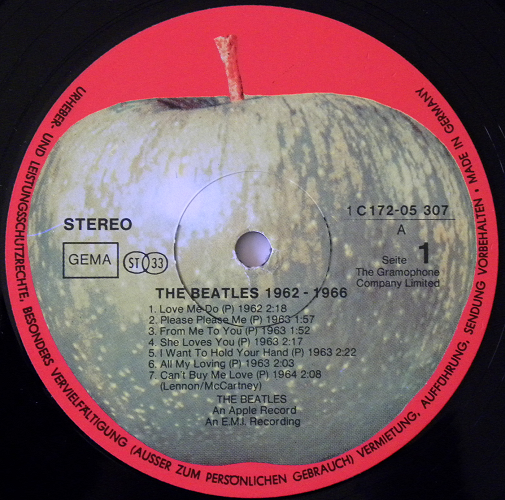 URHEBER- UND LEISTUNGSSCHUTZRECHTE, BESONDERS VERVIELFÄLTIGUNG (AUSSER ZUM PERSÖNLICHEN GEBRAUCH) VERMIETUNG, AUFFÜHRUNG, SENDUNG VORBEHALTEN • MADE IN GERMANY
STEREO
GEMA
ST 33
1 C 172-05 307
A
Seite 1
The Gramophone
Company Limited
THE BEATLES 1962 - 1966
1. Love Me Do (P) 1962 2:18
2. Please Please Me (P) 1963 1:57
3. From Me To You (P) 1963 1:52
4. She Loves You (P) 1963 2:17
5. I Want To Hold Your Hand (P) 1963 2:22
6. All My Loving (P) 1963 2:03
7. Can't Buy Me Love (P) 1964 2:08
(Lennon/McCartney)
THE BEATLES
An Apple Record
An E.M.I. Recording